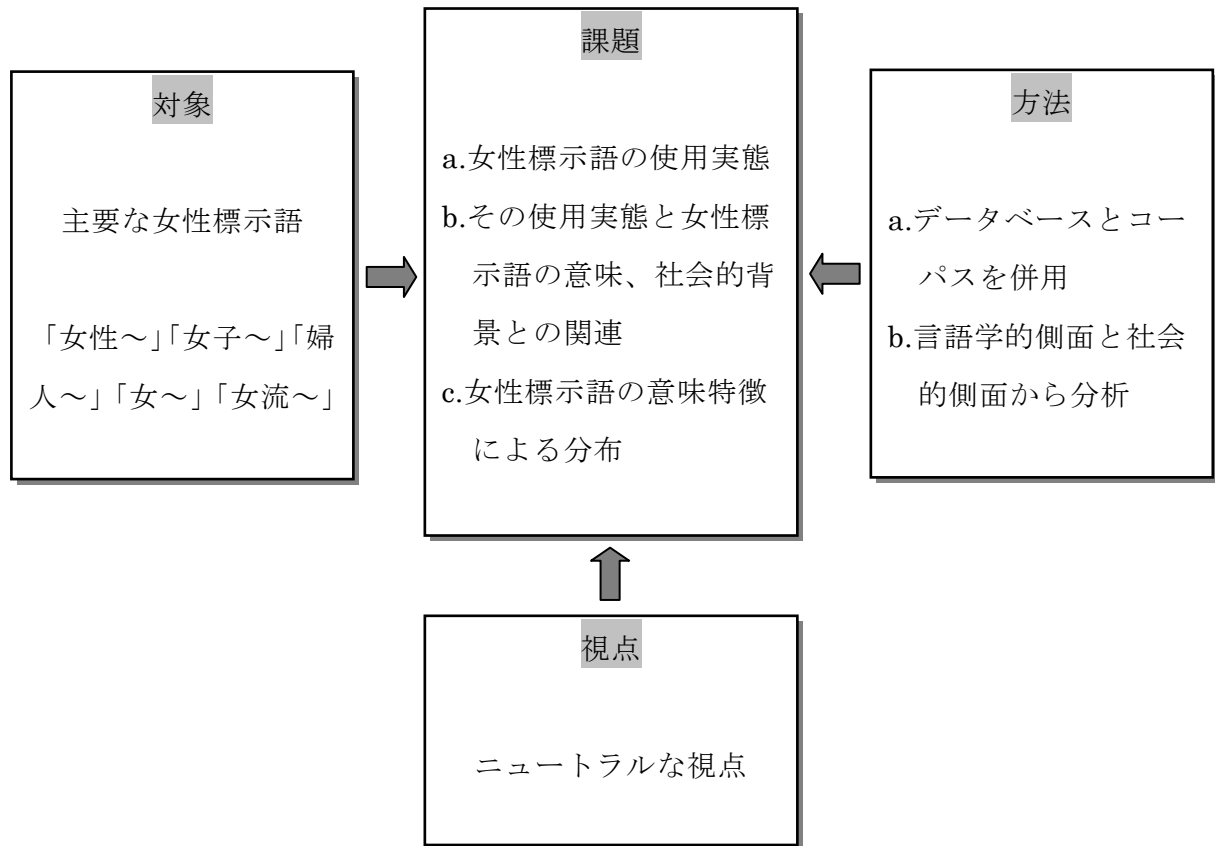 課題
a.女性標示語の使用実態
b.その使用実態と女性標
示語の意味、社会的背
景との関連
c.女性標示語の意味特徴
による分布
対象
主要な女性標示語
「女性～」「女子～」「婦
人～」「女～」「女流～」
方法
a.データベースとコー
パスを併用
b.言語学的側面と社会
的側面から分析
視点
ニュートラルな視点